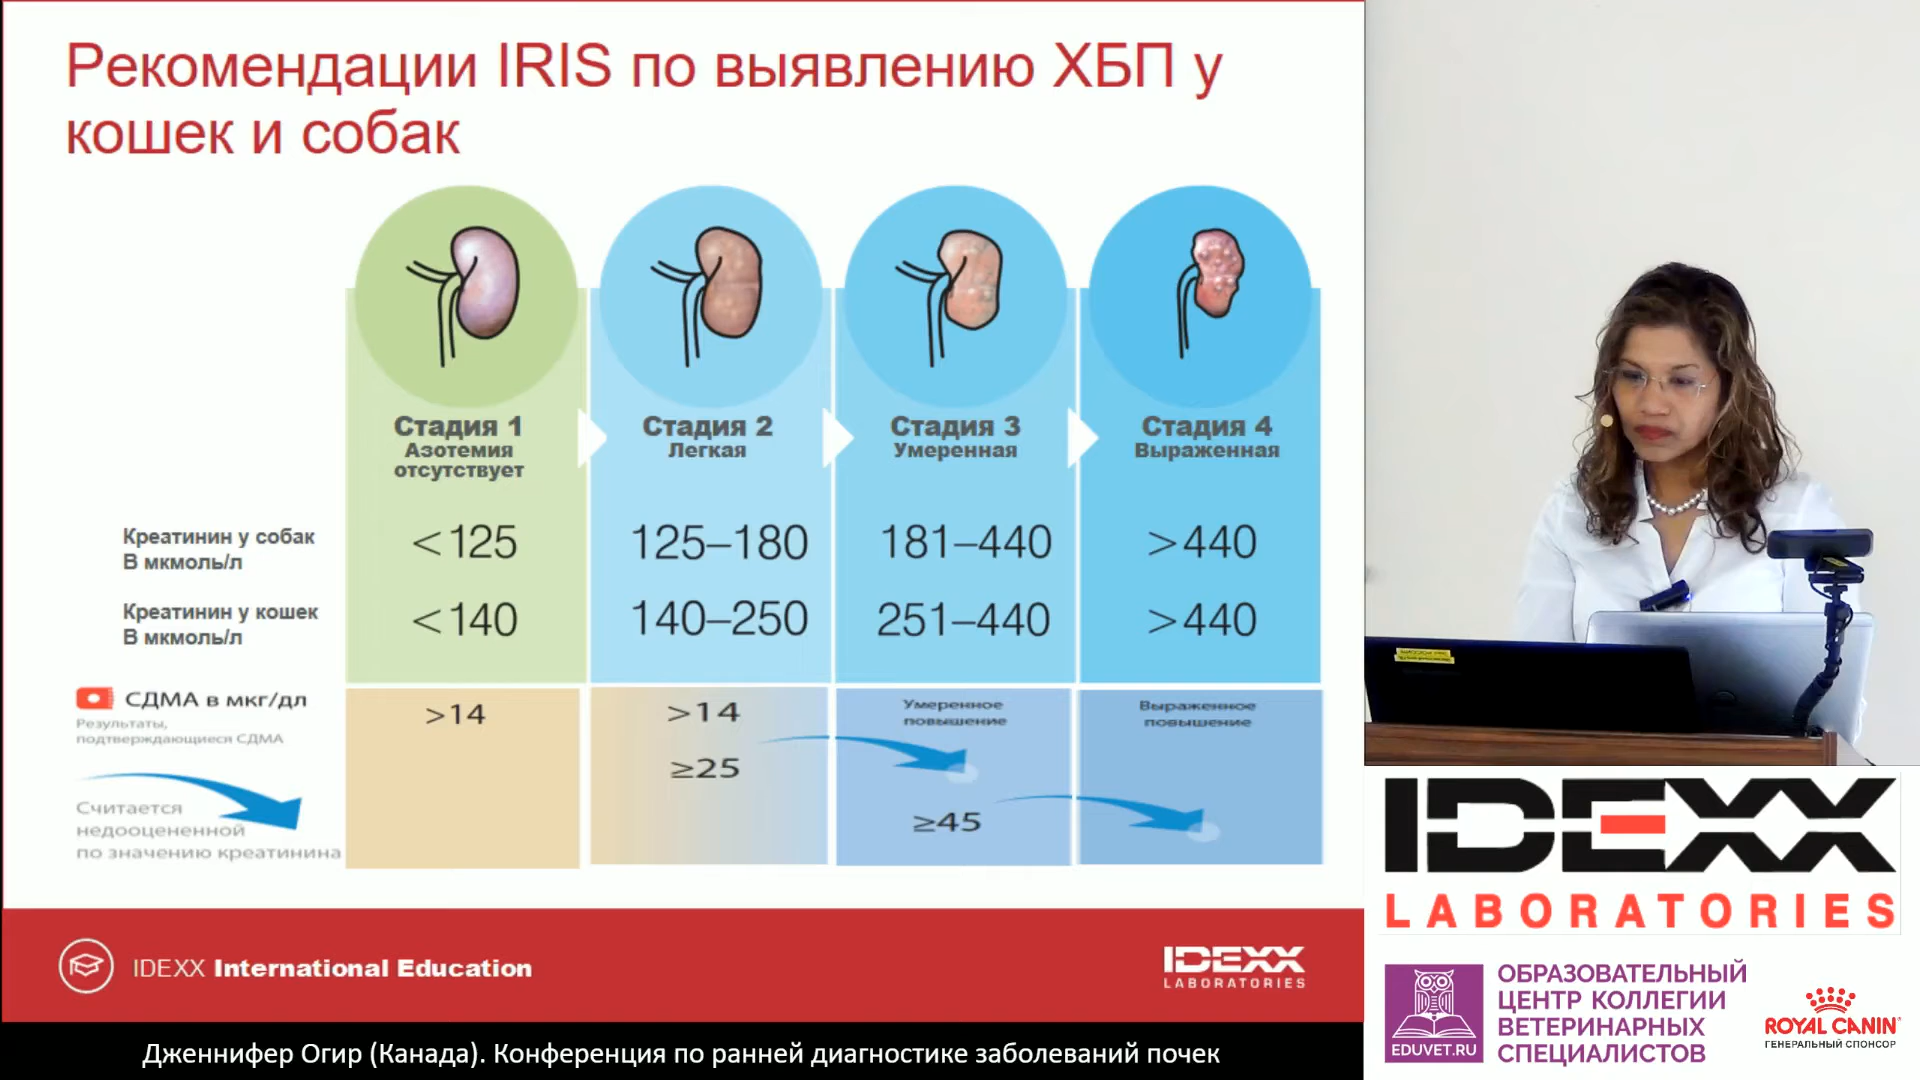 Рекомендации IRIS по выявлению ХБП у
кошек и собак
Стадия 1
Азотемия
отсутствует
Стадия 2
Легкая
Стадия 3
Умеренная
Стадия 4
Выраженная
Креатинин у собак
В мкмоль/л
<125
125–180
181–440
>440
Креатинин у кошек
В мкмоль/л
<140
140–250
251–440
>440
СДМА в мкг/дл
Результаты,
подтверждающиеся СДМА
>14
>14
≥25
Умеренное
повышение
≥45
Выраженное
повышение
Считается
недооцененной
по значению креатинина
IDEXX International Education
IDEXX
LABORATORIES
Дженнифер Огир (Канада). Конференция по ранней диагностике заболеваний почек
IDEXX
LABORATORIES
EDUVET.RU
ОБРАЗОВАТЕЛЬНЫЙ
ЦЕНТР КОЛЛЕГИИ
ВЕТЕРИНАРНЫХ
СПЕЦИАЛИСТОВ
ROYAL CANIN
ГЕНЕРАЛЬНЫЙ СПОНСОР